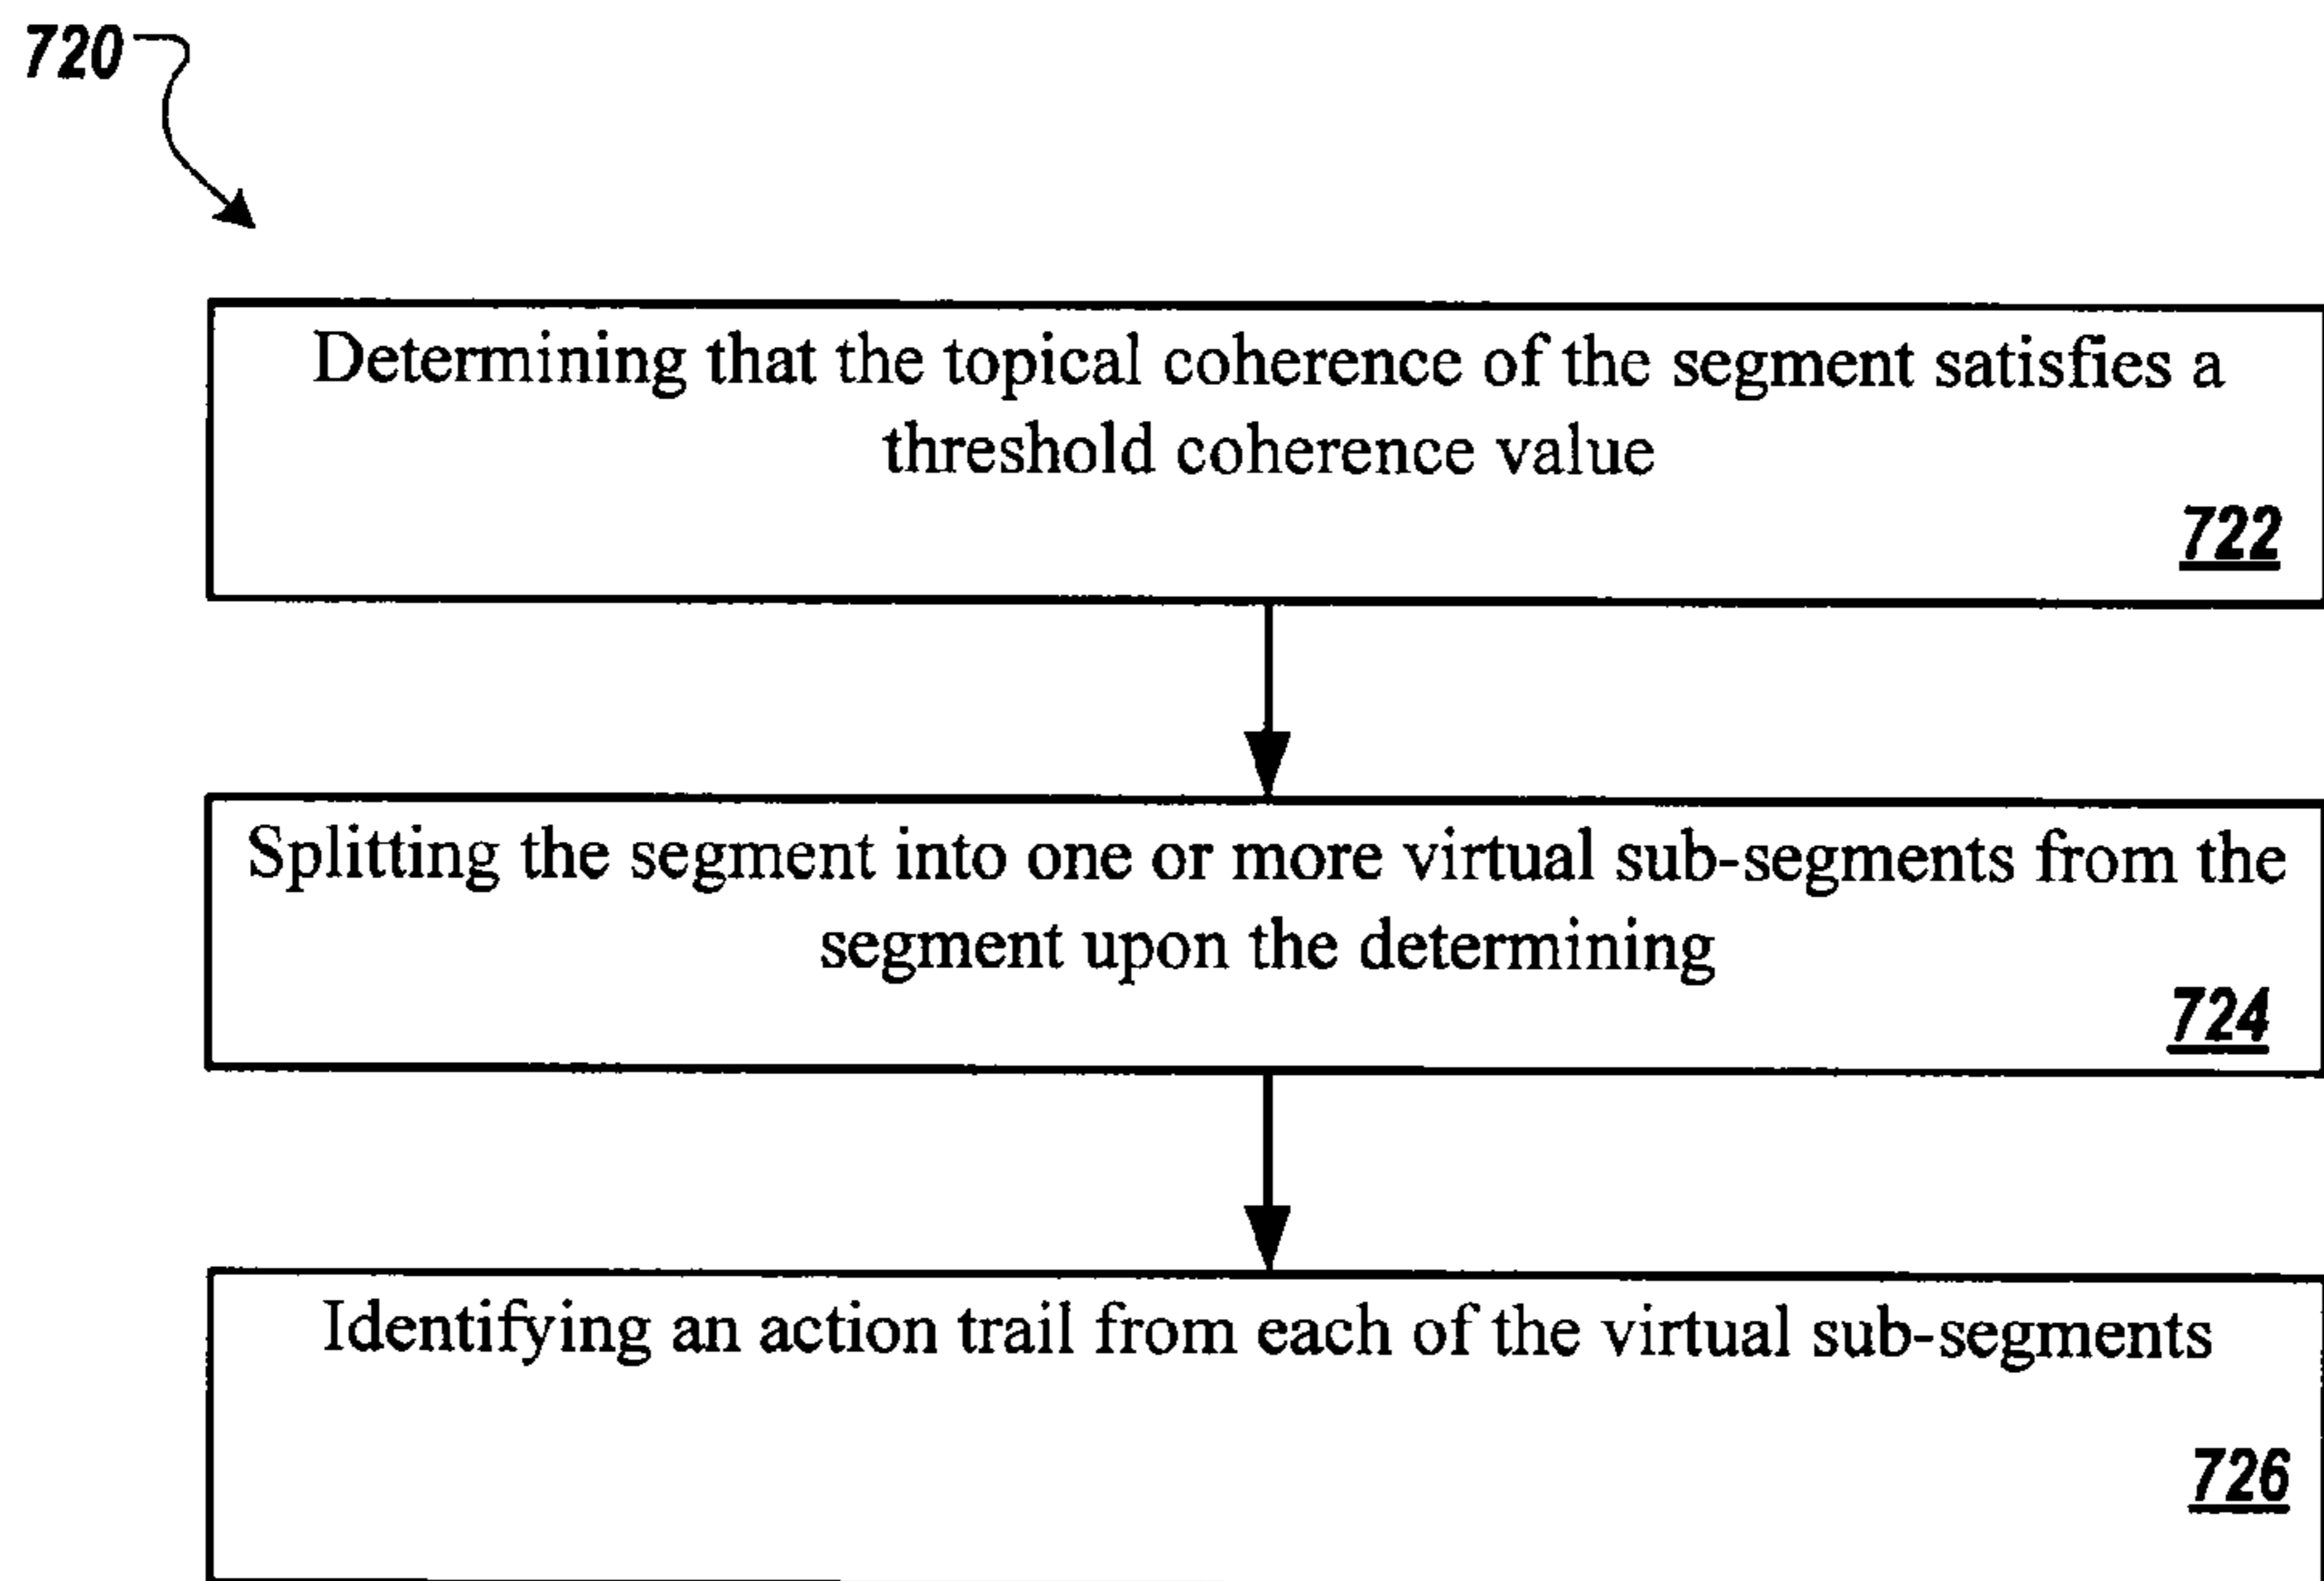 720
Determining that the topical coherence of the segment satisfies a
threshold coherence value
722
Splitting the segment into one or more virtual sub-segments from the
segment upon the determining
724
Identifying an action trail from each of the virtual sub-segments
726